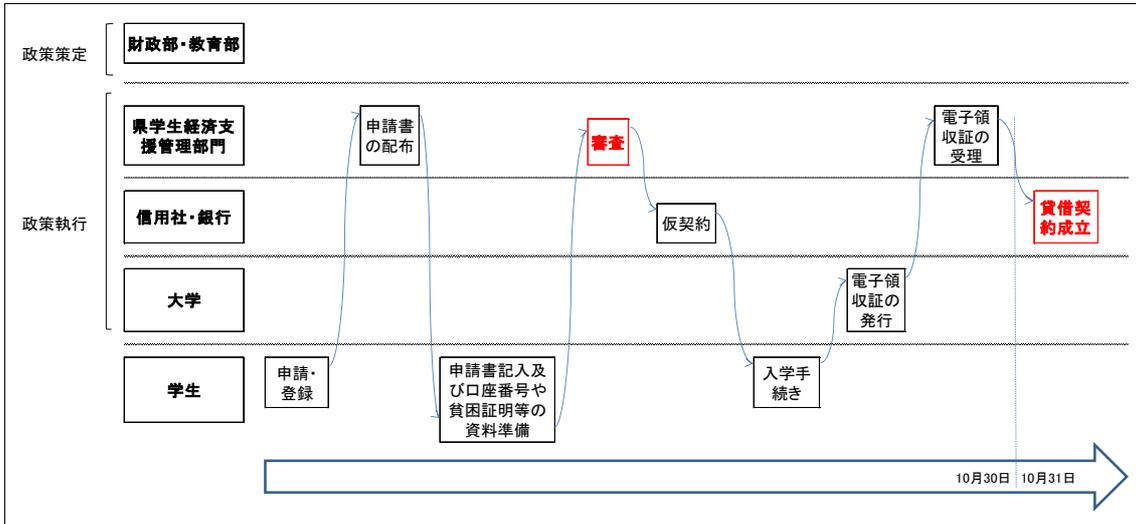 政策策定
財政部・教育部
政策執行
県学生経済支
援管理部門
申請書
の配布
審査
電子領
収証の
受理
信用社・銀行
仮契約
貸借契
約成立
大学
電子領
収証の
発行
学生
申請・
登録
申請書記入及
び口座番号や
貧困証明等の
資料準備
入学手
続き
10月30日
10月31日